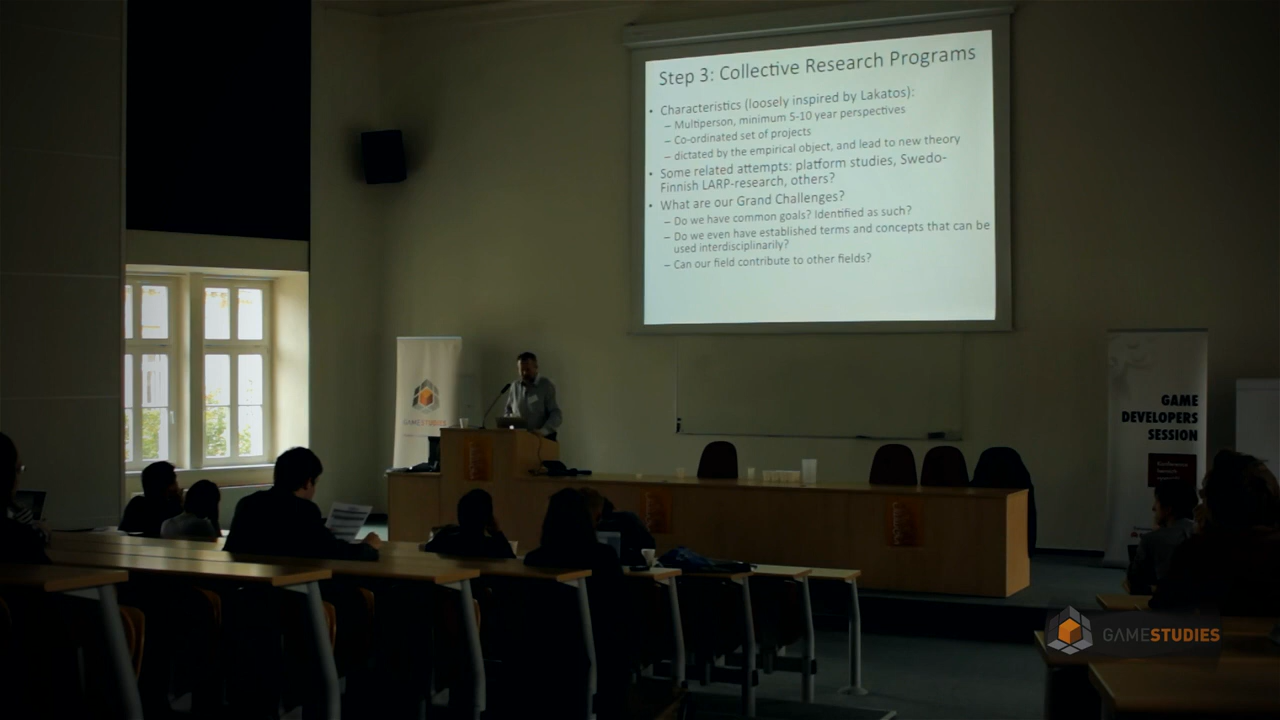 Step 3: Collective Research Programs
• Characteristics (loosely inspired by Lakatos):
– Multiperson, minimum 5-10 year perspectives
– Co-ordinated set of projects
– dictated by the empirical object, and lead to new theory
• Some related attempts: platform studies, Swedo-
Finnish LARP-research, others?
• What are our Grand Challenges?
– Do we have common goals? Identified as such?
– Do we even have established terms and concepts that can be
used interdisciplinarily?
– Can our field contribute to other fields?
GAMESTUDIES
GAME
DEVELOPERS
SESSION
GAMESTUDIES